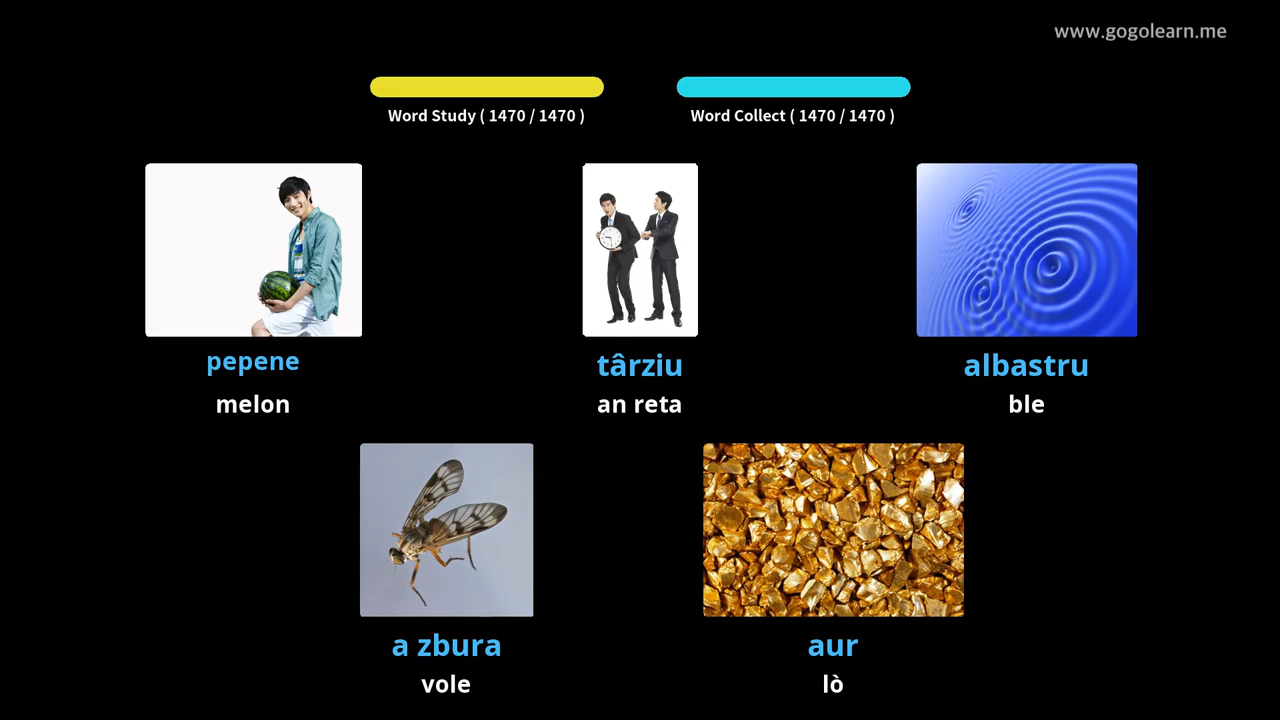 www.gogolearn.me
Word Study ( 1470 / 1470 )
Word Collect ( 1470 / 1470 )
pepene
melon
târziu
an reta
albastru
ble
a zbura
vole
aur
lò